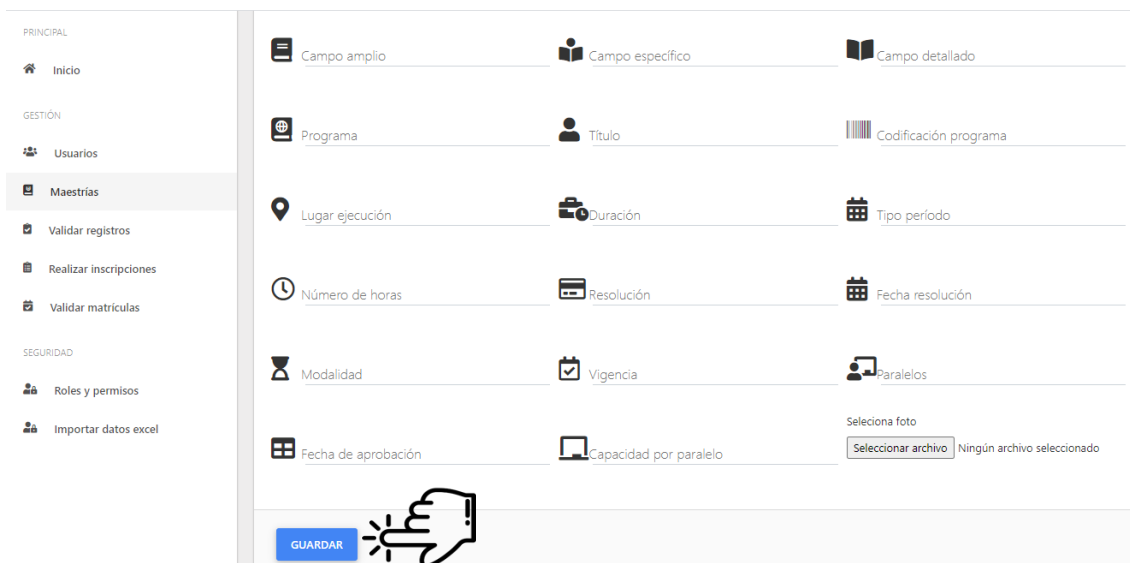 PRINCIPAL
Inicio
GESTIÓN
Usuarios
Maestrías
Validar registros
Realizar inscripciones
Validar matrículas
SEGURIDAD
Roles y permisos
Importar datos excel
Campo amplio
Campo específico
Campo detallado
Programa
Título
Codificación programa
Lugar ejecución
Duración
Tipo período
Número de horas
Resolución
Fecha resolución
Modalidad
Vigencia
Paralelos
Fecha de aprobación
Capacidad por paralelo
Seleciona foto
Seleccionar archivo Ningún archivo seleccionado
GUARDAR